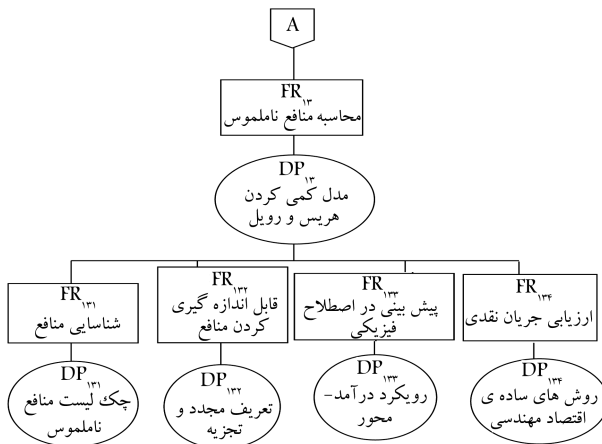 A
FR۱۳
محاسبه منافع ناملموس
DP۱۳
مدل کمی کردن
هریس و رویل
FR۱۳۱
شناسایی منافع
FR۱۳۲
قابل اندازه گیری
کردن منافع
FR۱۳۳
پیش بینی در اصطلاح
فیزیکی
FR۱۳۴
ارزیابی جریان نقدی
DP۱۳۱
چک لیست منافع
ناملموس
DP۱۳۲
تعریف مجدد و
تجزیه
DP۱۳۳
رویکرد درآمد-
محور
DP۱۳۴
روش های ساده ی
اقتصاد مهندسی